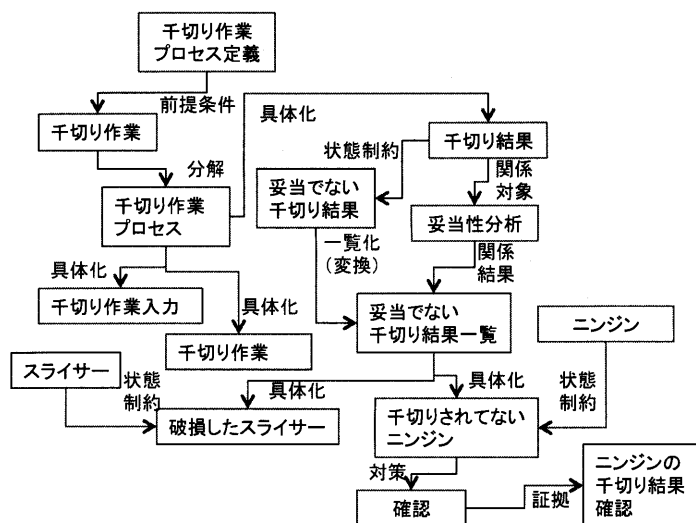 千切り作業
プロセス定義
前提条件
具体化
千切り作業
千切り結果
状態制約
関係
対象
分解
妥当でない
千切り結果
千切り作業
プロセス
妥当性分析
一覧化
(変換)
関係
結果
具体化
千切り作業入力
具体化
妥当でない
千切り結果一覧
ニンジン
千切り作業
スライサー
状態
制約
具体化
具体化
状態
制約
破損したスライサー
千切りされてない
ニンジン
対策
確認
証拠
ニンジンの
千切り結果
確認